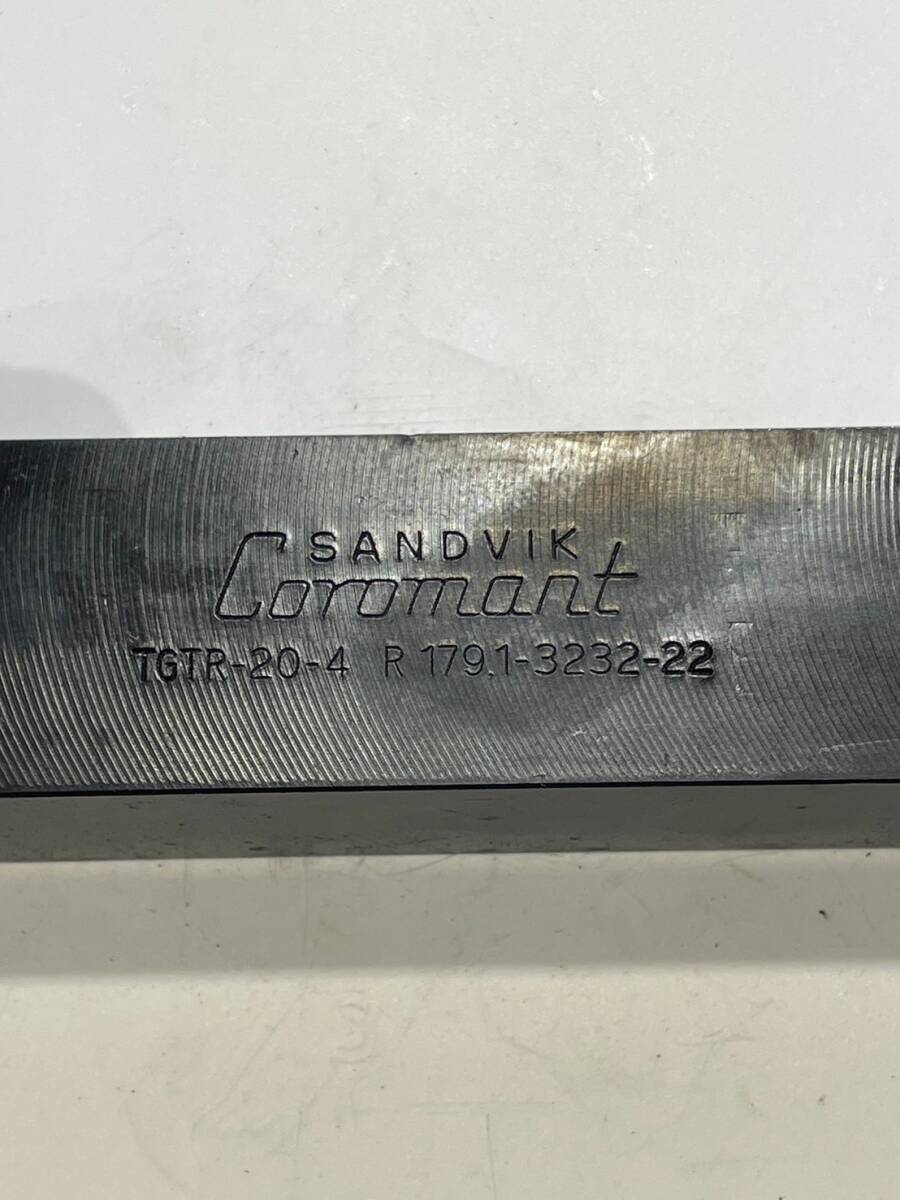 SANDVIK
Coromant
TGTR-20-4 R 179.1-3232-22